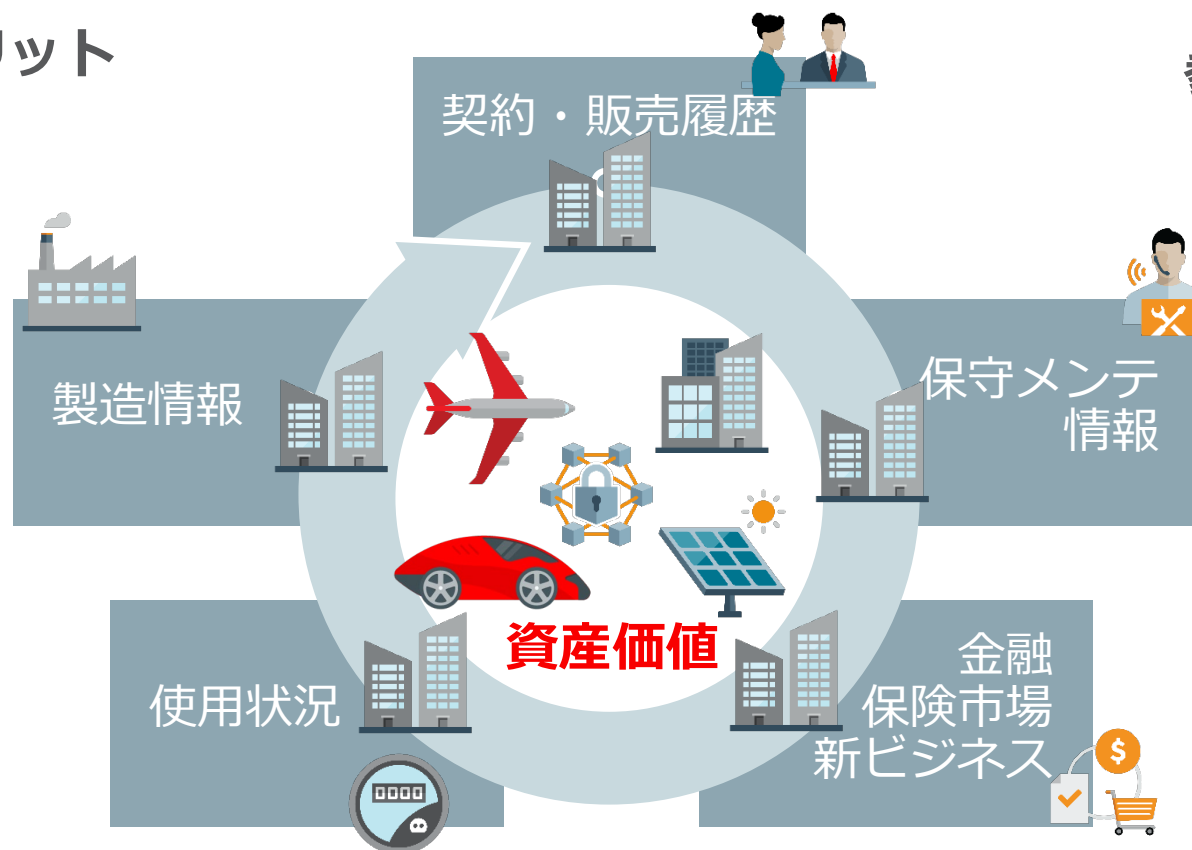 リット
契約・販売履歴
製造情報
保守メンテ
情報
資産価値
使用状況
金融
保険市場
新ビジネス
0000
$